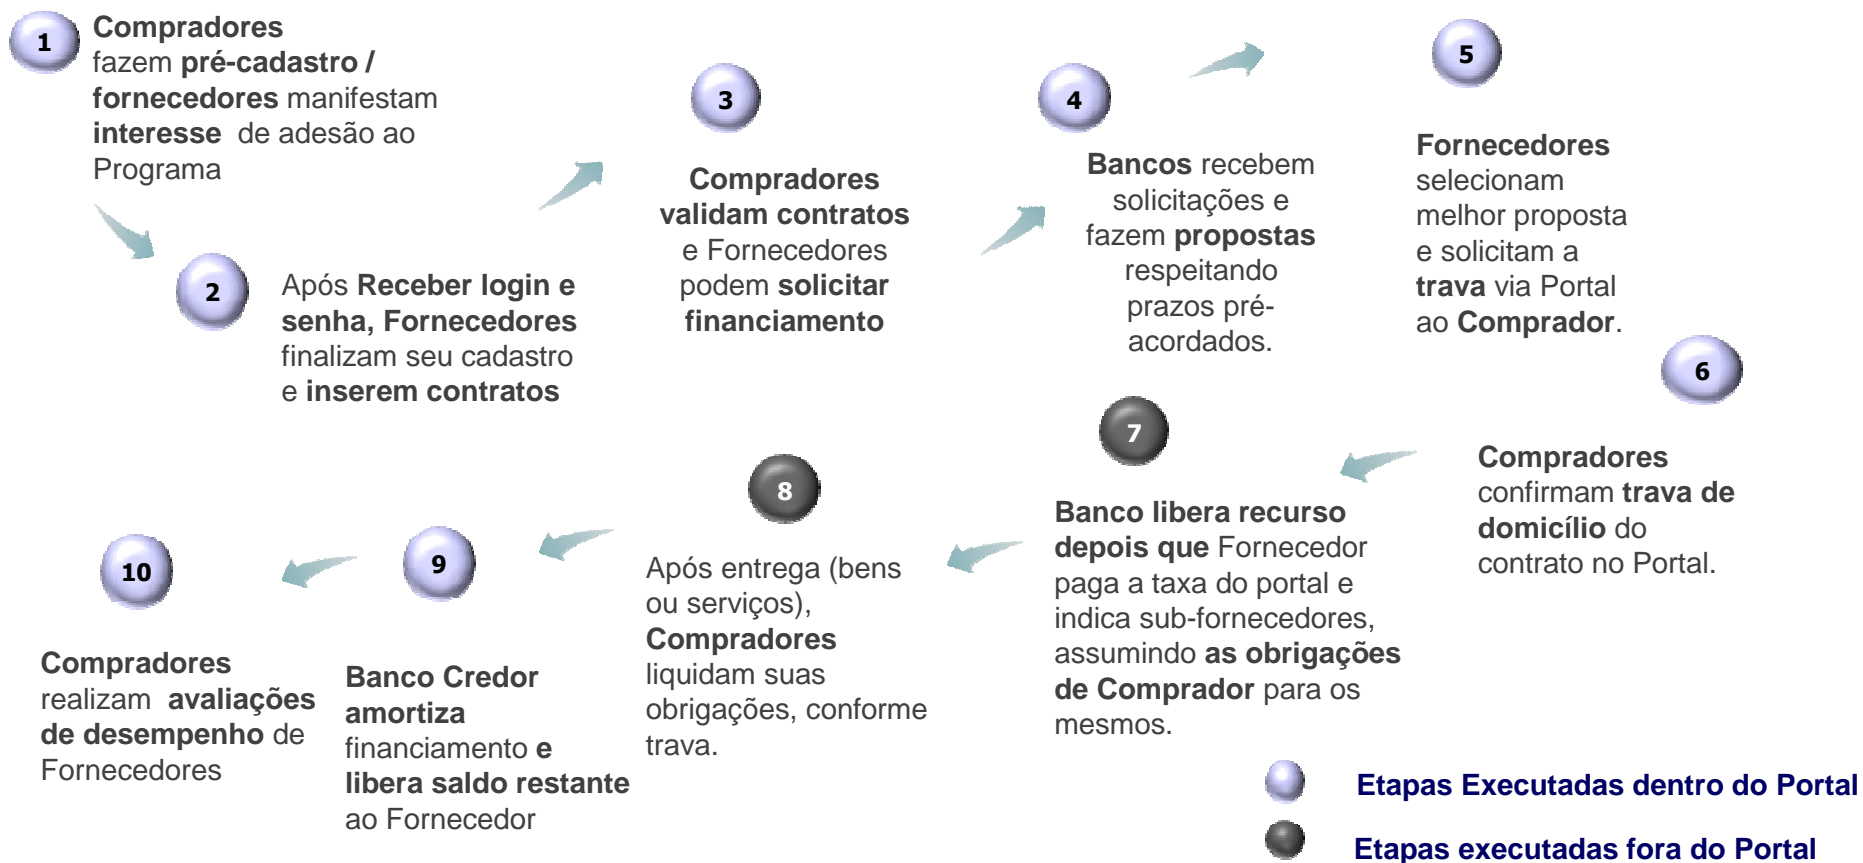 1
Compradores
fazem pré-cadastro /
fornecedores manifestam
interesse de adesão ao
Programa
2
Após Receber login e
senha, Fornecedores
finalizam seu cadastro
e inserem contratos
3
Compradores
validam contratos
e Fornecedores
podem solicitar
financiamento
4
Bancos recebem
solicitações e
fazem propostas
respeitando
prazos pré-
acordados.
5
Fornecedores
selecionam
melhor proposta
e solicitam a
trava via Portal
ao Comprador.
6
Compradores
confirmam trava de
domicílio do
contrato no Portal.
7
Banco libera recurso
depois que Fornecedor
paga a taxa do portal e
indica sub-fornecedores,
assumindo as obrigações
de Comprador para os
mesmos.
8
Após entrega (bens
ou serviços),
Compradores
liquidam suas
obrigações, conforme
trava.
9
Banco Credor
amortiza
financiamento e
libera saldo restante
ao Fornecedor
10
Compradores
realizam avaliações
de desempenho de
Fornecedores
Etapas Executadas dentro do Portal
Etapas executadas fora do Portal